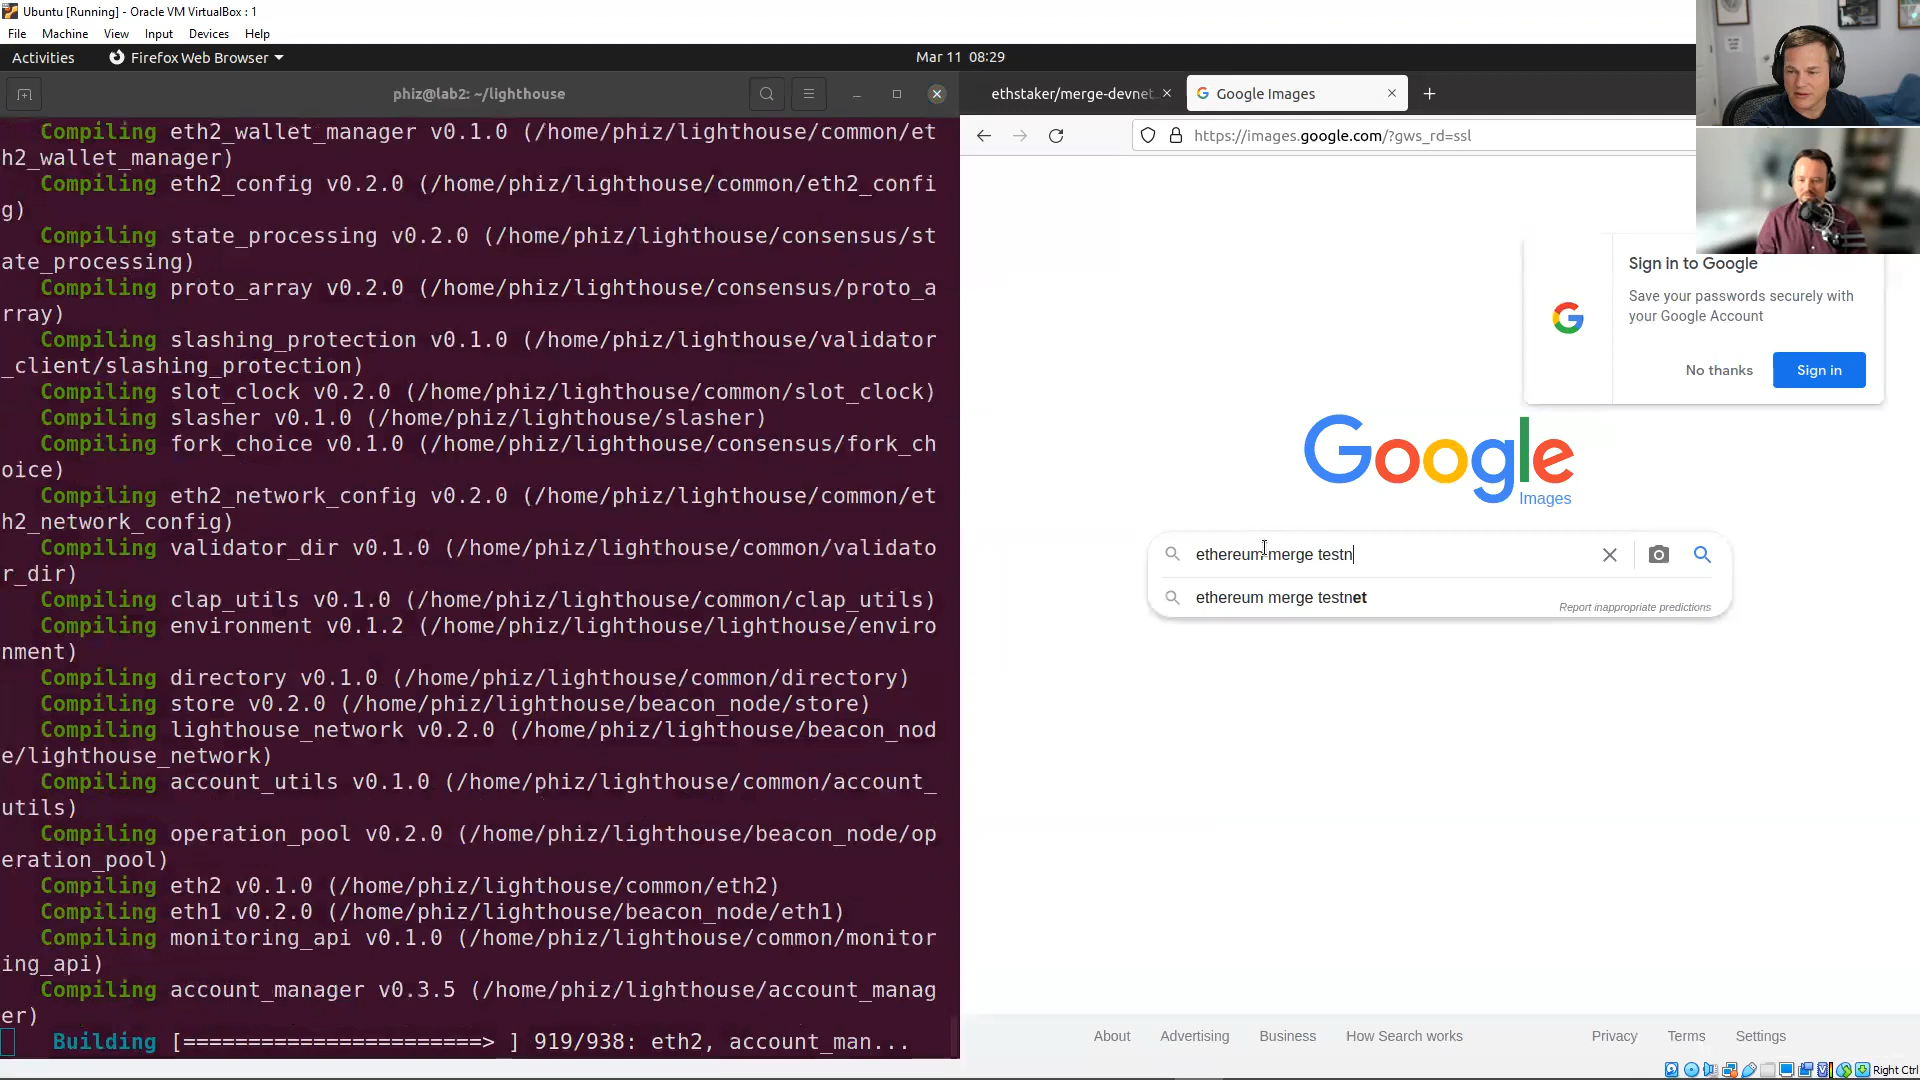 Ubuntu [Running] - Oracle VM VirtualBox : 1
File Machine View Input Devices Help
Activities Firefox Web Browser Mar 11 08:29
phiz@lab2: ~/lighthouse
Compiling eth2_wallet_manager v0.1.0 (/home/phiz/lighthouse/common/et
h2_wallet_manager)
Compiling eth2_config v0.2.0 (/home/phiz/lighthouse/common/eth2_confi
g)
Compiling state_processing v0.2.0 (/home/phiz/lighthouse/consensus/st
ate_processing)
Compiling proto_array v0.2.0 (/home/phiz/lighthouse/consensus/proto_a
rray)
Compiling slashing_protection v0.1.0 (/home/phiz/lighthouse/validator
_client/slashing_protection)
Compiling slot_clock v0.2.0 (/home/phiz/lighthouse/common/slot_clock)
Compiling slasher v0.1.0 (/home/phiz/lighthouse/slasher)
Compiling fork_choice v0.1.0 (/home/phiz/lighthouse/consensus/fork_ch
oice)
Compiling eth2_network_config v0.2.0 (/home/phiz/lighthouse/common/et
h2_network_config)
Compiling validator_dir v0.1.0 (/home/phiz/lighthouse/common/validato
r_dir)
Compiling clap_utils v0.1.0 (/home/phiz/lighthouse/common/clap_utils)
Compiling environment v0.1.2 (/home/phiz/lighthouse/lighthouse/enviro
nment)
Compiling directory v0.1.0 (/home/phiz/lighthouse/common/directory)
Compiling store v0.2.0 (/home/phiz/lighthouse/beacon_node/store)
Compiling lighthouse_network v0.2.0 (/home/phiz/lighthouse/beacon_nod
e/lighthouse_network)
Compiling account_utils v0.1.0 (/home/phiz/lighthouse/common/account_
utils)
Compiling operation_pool v0.2.0 (/home/phiz/lighthouse/beacon_node/op
eration_pool)
Compiling eth2 v0.1.0 (/home/phiz/lighthouse/common/eth2)
Compiling eth1 v0.2.0 (/home/phiz/lighthouse/beacon_node/eth1)
Compiling monitoring_api v0.1.0 (/home/phiz/lighthouse/common/monitor
ing_api)
Compiling account_manager v0.3.5 (/home/phiz/lighthouse/account_manag
er)
Building [=======================> ] 919/938: eth2, account_man...
ethstaker/merge-devnet
Google Images
https://images.google.com/?gws_rd=ssl
Sign in to Google
Save your passwords securely with
your Google Account
No thanks Sign in
Google
Images
ethereum merge testn
ethereum merge testnet
Report inappropriate predictions
About Advertising Business How Search works Privacy Terms Settings
Right Ctrl